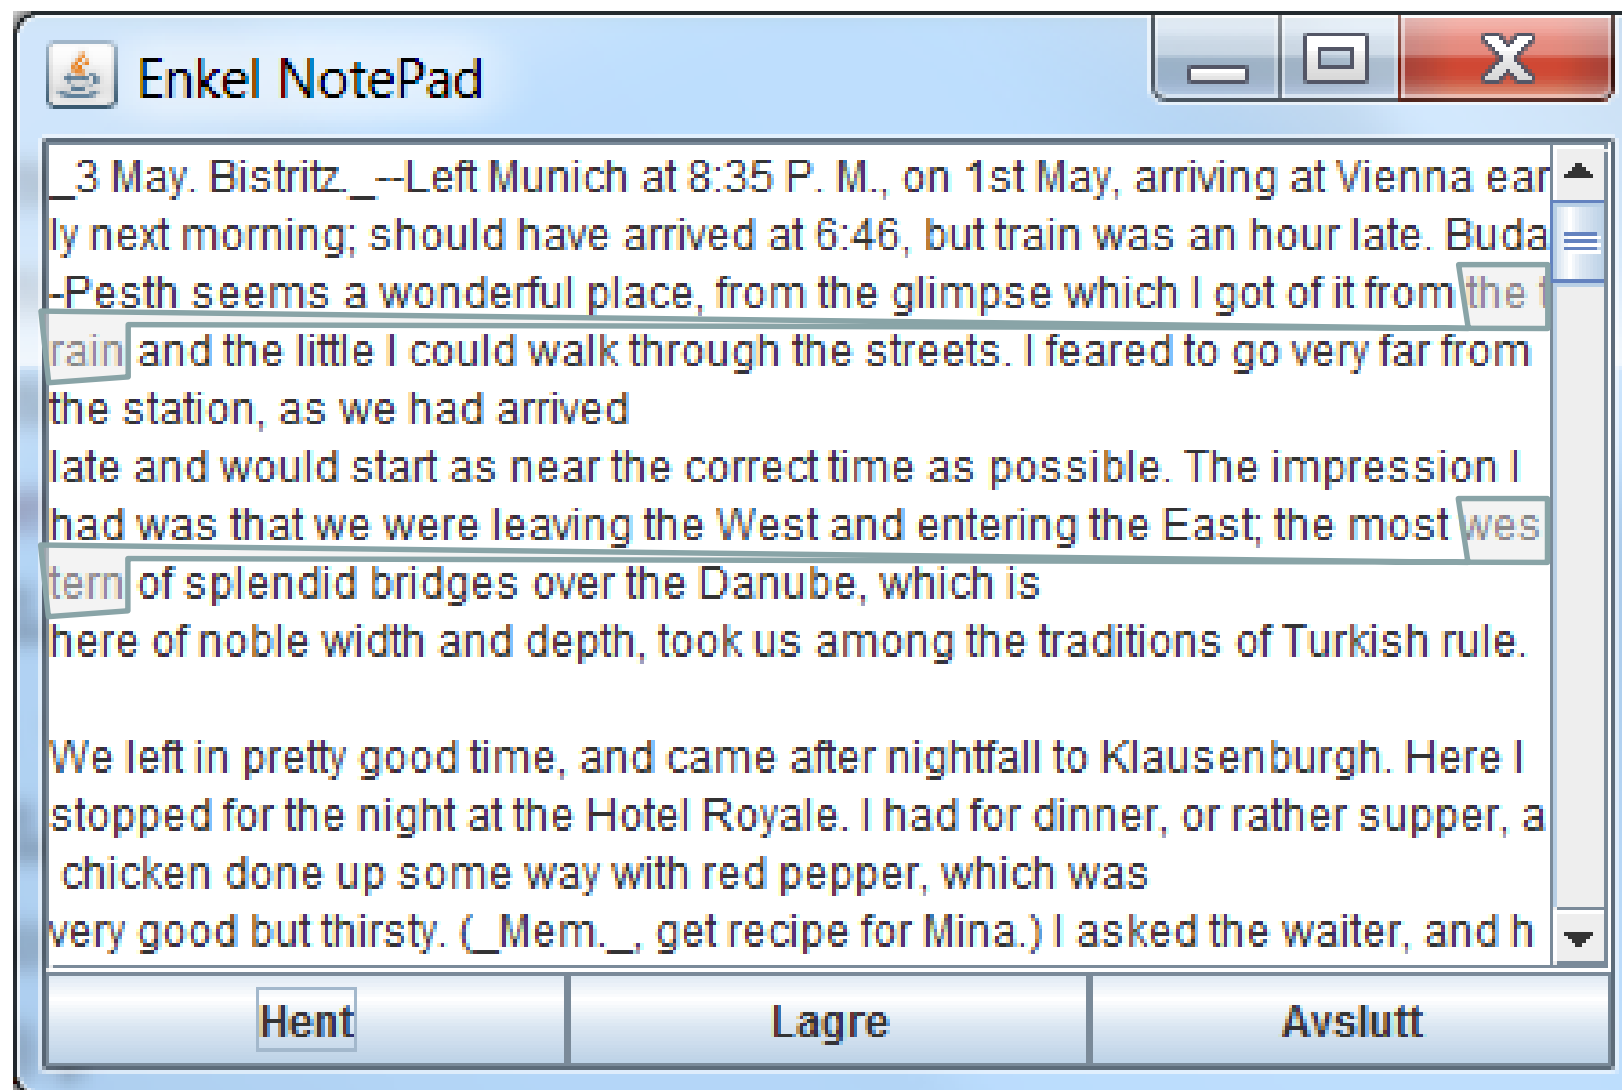 Enkel NotePad
_3 May. Bistritz._--Left Munich at 8:35 P. M., on 1st May, arriving at Vienna ear
ly next morning; should have arrived at 6:46, but train was an hour late. Buda
-Pesth seems a wonderful place, from the glimpse which I got of it from the t
rain and the little I could walk through the streets. I feared to go very far from
the station, as we had arrived
late and would start as near the correct time as possible. The impression I
had was that we were leaving the West and entering the East; the most wes
tern of splendid bridges over the Danube, which is
here of noble width and depth, took us among the traditions of Turkish rule.
We left in pretty good time, and came after nightfall to Klausenburgh. Here I
stopped for the night at the Hotel Royale. I had for dinner, or rather supper, a
chicken done up some way with red pepper, which was
very good but thirsty. (_Mem._, get recipe for Mina.) I asked the waiter, and h
Hent Lagre Avslutt